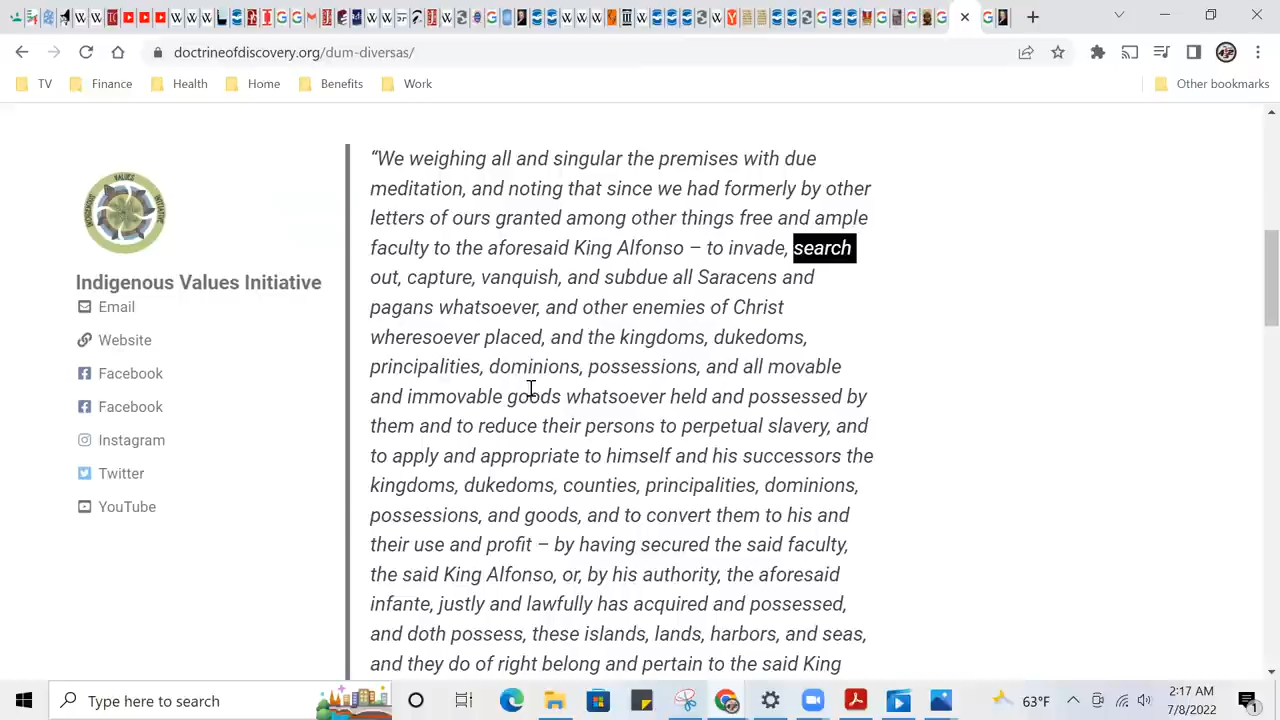 doctrineofdiscovery.org/dum-diversas/
TV
Finance
Health
Home
Benefits
Work
Other bookmarks
INDIGENOUS VALUES INITIATIVE
Indigenous Values Initiative
Email
Website
Facebook
Facebook
Instagram
Twitter
YouTube
“We weighing all and singular the premises with due
meditation, and noting that since we had formerly by other
letters of ours granted among other things free and ample
faculty to the aforesaid King Alfonso – to invade, search
out, capture, vanquish, and subdue all Saracens and
pagans whatsoever, and other enemies of Christ
wheresoever placed, and the kingdoms, dukedoms,
principalities, dominions, possessions, and all movable
and immovable goods whatsoever held and possessed by
them and to reduce their persons to perpetual slavery, and
to apply and appropriate to himself and his successors the
kingdoms, dukedoms, counties, principalities, dominions,
possessions, and goods, and to convert them to his and
their use and profit – by having secured the said faculty,
the said King Alfonso, or, by his authority, the aforesaid
infante, justly and lawfully has acquired and possessed,
and doth possess, these islands, lands, harbors, and seas,
and they do of right belong and pertain to the said King
Type here to search
63°F
2:17 AM
7/8/2022
1